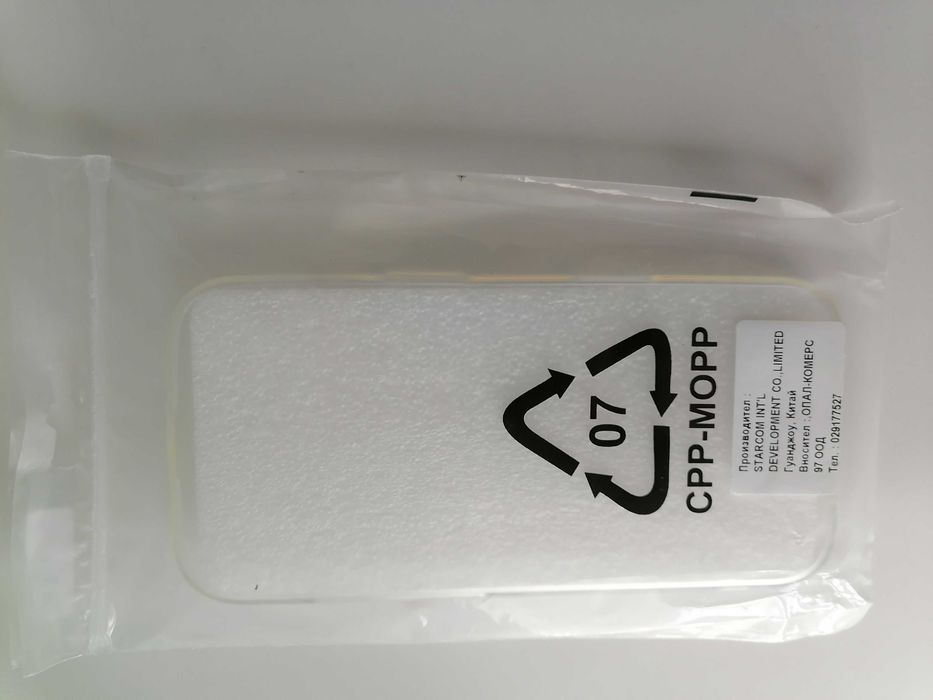 07
CPP-MOPP
Производител :
STARCOM INT'L
DEVELOPMENT CO.,LIMITED
Гуанджоу, Китай
Вносител :,ОПАЛ-КОМЕРС
97 ООД
Тел. : 029177527